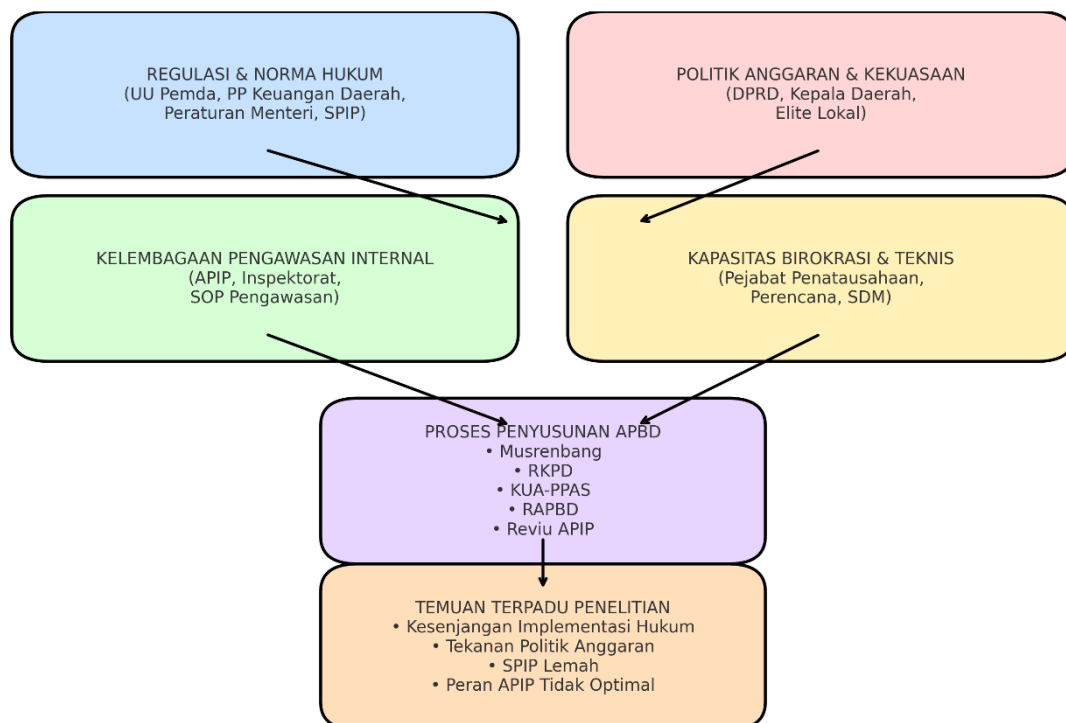 REGULASI & NORMA HUKUM
(UU Pemda, PP Keuangan Daerah,
Peraturan Menteri, SPIP)
POLITIK ANGGARAN & KEKUASAAN
(DPRD, Kepala Daerah,
Elite Lokal)
KELEMBAGAAN PENGAWASAN INTERNAL
(APIP, Inspektorat,
SOP Pengawasan)
KAPASITAS BIROKRASI & TEKNIS
(Pejabat Penatausahaan,
Perencana, SDM)
PROSES PENYUSUNAN APBD
• Musrenbang
• RKPD
• KUA-PPAS
• RAPBD
• Reviu APIP
TEMUAN TERPADU PENELITIAN
• Kesenjangan Implementasi Hukum
• Tekanan Politik Anggaran
• SPIP Lemah
• Peran APIP Tidak Optimal